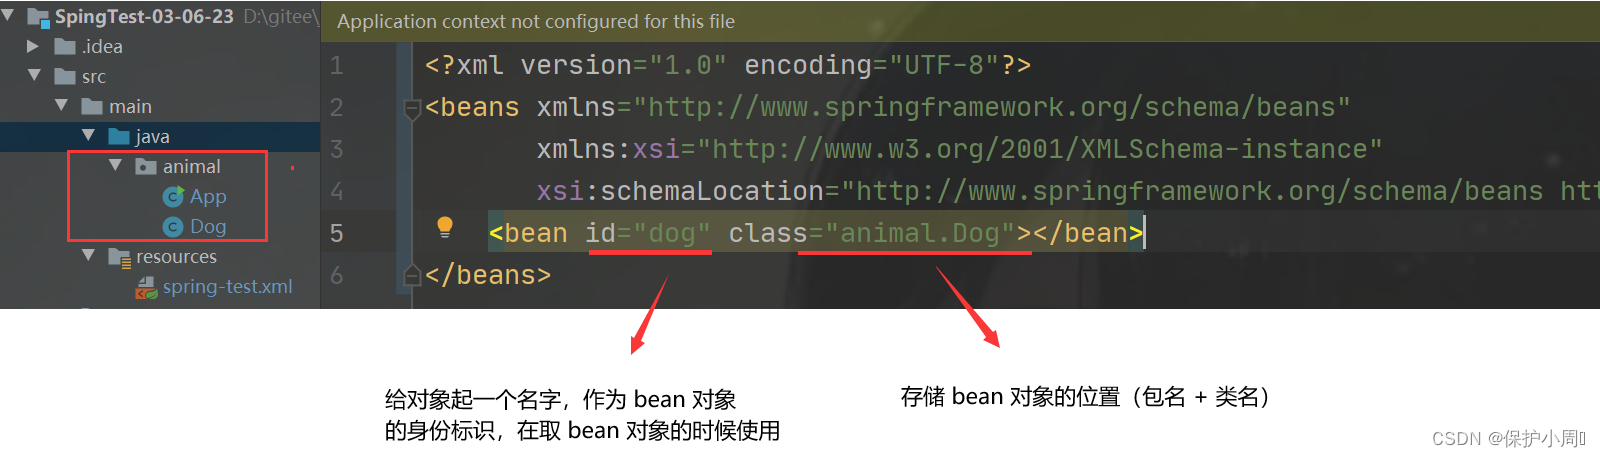 SpingTest-03-06-23 D:\gitee\
.idea
src
main
java
animal
App
Dog
resources
spring-test.xml
Application context not configured for this file
1 <?xml version="1.0" encoding="UTF-8"?>
2 <beans xmlns="http://www.springframework.org/schema/beans"
3 xmlns:xsi="http://www.w3.org/2001/XMLSchema-instance"
4 xsi:schemaLocation="http://www.springframework.org/schema/beans htt
5 <bean id="dog" class="animal.Dog"></bean>
6 </beans>
给对象起一个名字，作为 bean 对象
的身份标识，在取 bean 对象的时候使用
存储 bean 对象的位置（包名 + 类名）
CSDN @保护小周